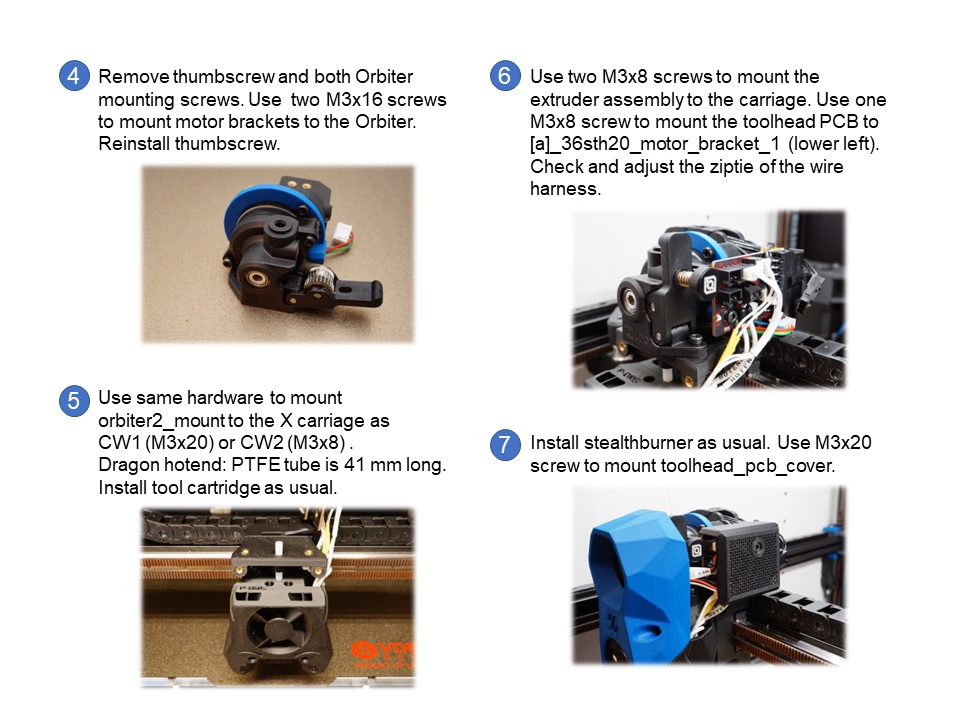 4
Remove thumbscrew and both Orbiter
mounting screws. Use two M3x16 screws
to mount motor brackets to the Orbiter.
Reinstall thumbscrew.
5
Use same hardware to mount
orbiter2_mount to the X carriage as
CW1 (M3x20) or CW2 (M3x8) .
Dragon hotend: PTFE tube is 41 mm long.
Install tool cartridge as usual.
6
Use two M3x8 screws to mount the
extruder assembly to the carriage. Use one
M3x8 screw to mount the toolhead PCB to
[a]_36sth20_motor_bracket_1 (lower left).
Check and adjust the ziptie of the wire
harness.
7
Install stealthburner as usual. Use M3x20
screw to mount toolhead_pcb_cover.